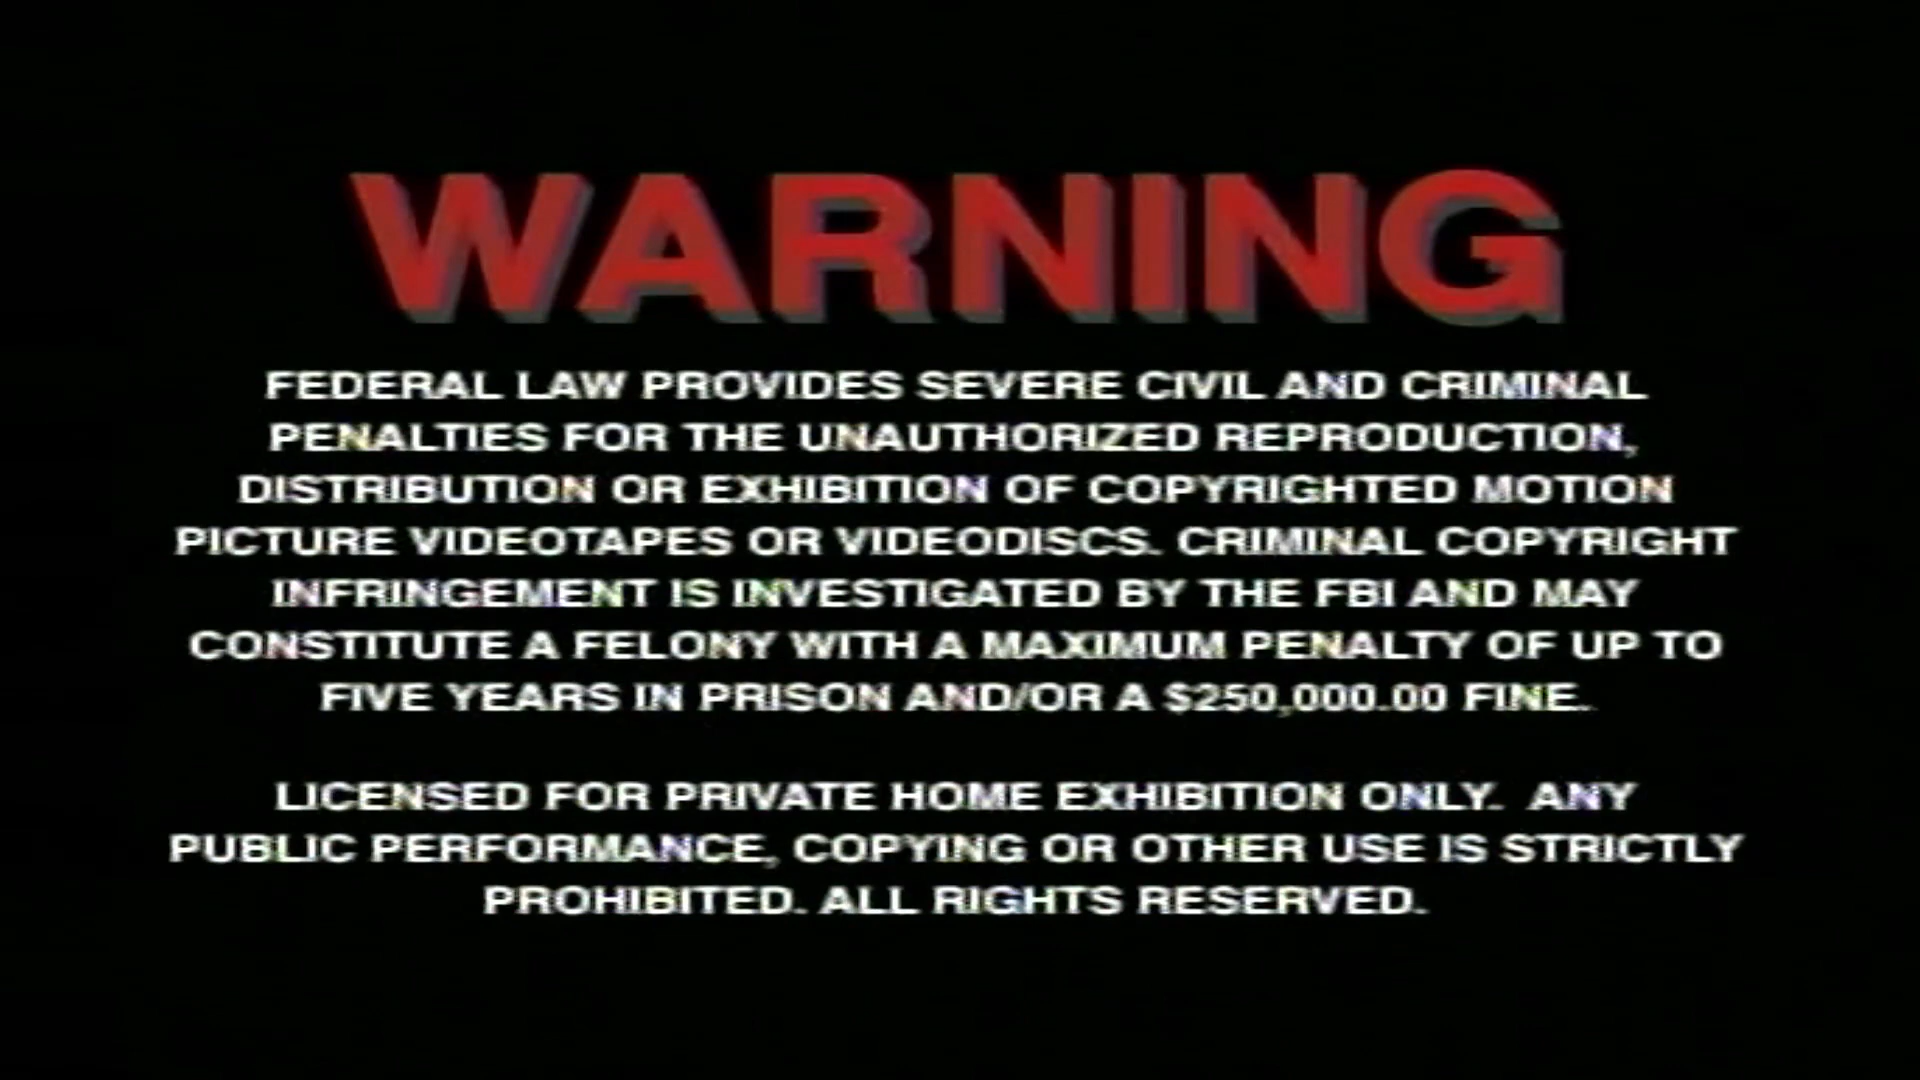 WARNING
FEDERAL LAW PROVIDES SEVERE CIVIL AND CRIMINAL
PENALTIES FOR THE UNAUTHORIZED REPRODUCTION,
DISTRIBUTION OR EXHIBITION OF COPYRIGHTED MOTION
PICTURE VIDEOTAPES OR VIDEODISCS. CRIMINAL COPYRIGHT
INFRINGEMENT IS INVESTIGATED BY THE FBI AND MAY
CONSTITUTE A FELONY WITH A MAXIMUM PENALTY OF UP TO
FIVE YEARS IN PRISON AND/OR A $250,000.00 FINE.
LICENSED FOR PRIVATE HOME EXHIBITION ONLY.  ANY
PUBLIC PERFORMANCE, COPYING OR OTHER USE IS STRICTLY
PROHIBITED. ALL RIGHTS RESERVED.